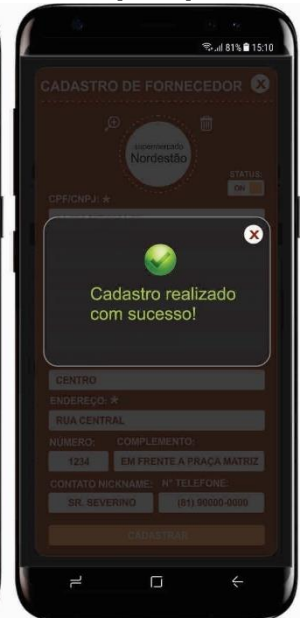 81% 15:10
CADASTRO DE FORNECEDOR X
supermercado
Nordestão
STATUS:
ON
CPF/CNPJ: *
X
Cadastro realizado
com sucesso!
CENTRO
ENDEREÇO: *
RUA CENTRAL
NÚMERO: COMPLEMENTO:
1234 EM FRENTE A PRAÇA MATRIZ
CONTATO NICKNAME: N° TELEFONE:
SR. SEVERINO (81) 90000-0000
CADASTRAR